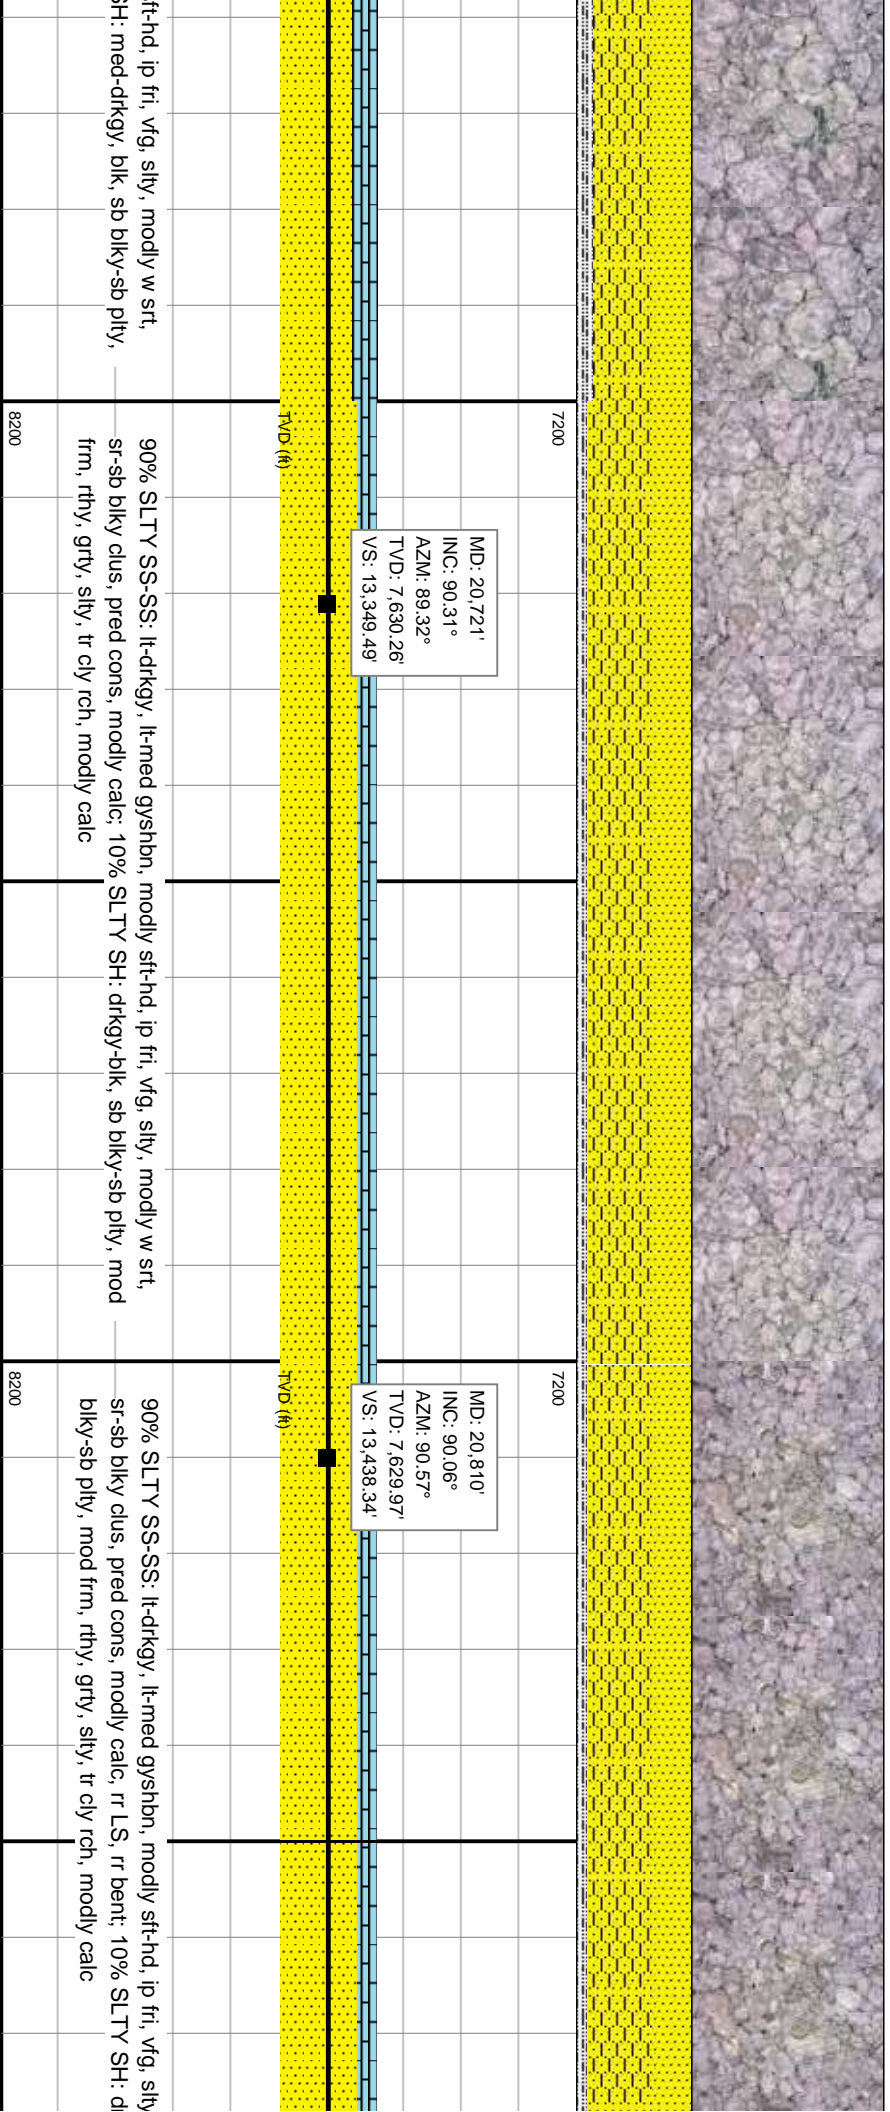 ft-hd, ip fri, vfg, slty, modly w srt,
SH: med-drkgy, blk, sb blky-sb plty,
7200
TVD (ft)
8200
MD: 20,721'
INC: 90.31°
AZM: 89.32°
TVD: 7,630.26'
VS: 13,349.49'
90% SLTY SS-SS: lt-drkgy, lt-med gyshbn, modly sft-hd, ip fri, vfg, slty, modly w srt,
sr-sb blky clus, pred cons, modly calc; 10% SLTY SH: drkgy-blk, sb blky-sb plty, mod
frm, rthy, grty, slty, tr cly rch, modly calc
7200
TVD (ft)
8200
MD: 20,810'
INC: 90.06°
AZM: 90.57°
TVD: 7,629.97'
VS: 13,438.34'
90% SLTY SS-SS: lt-drkgy, lt-med gyshbn, modly sft-hd, ip fri, vfg, slty
sr-sb blky clus, pred cons, modly calc, rr LS, rr bent; 10% SLTY SH: d
blky-sb plty, mod frm, rthy, grty, slty, tr cly rch, modly calc